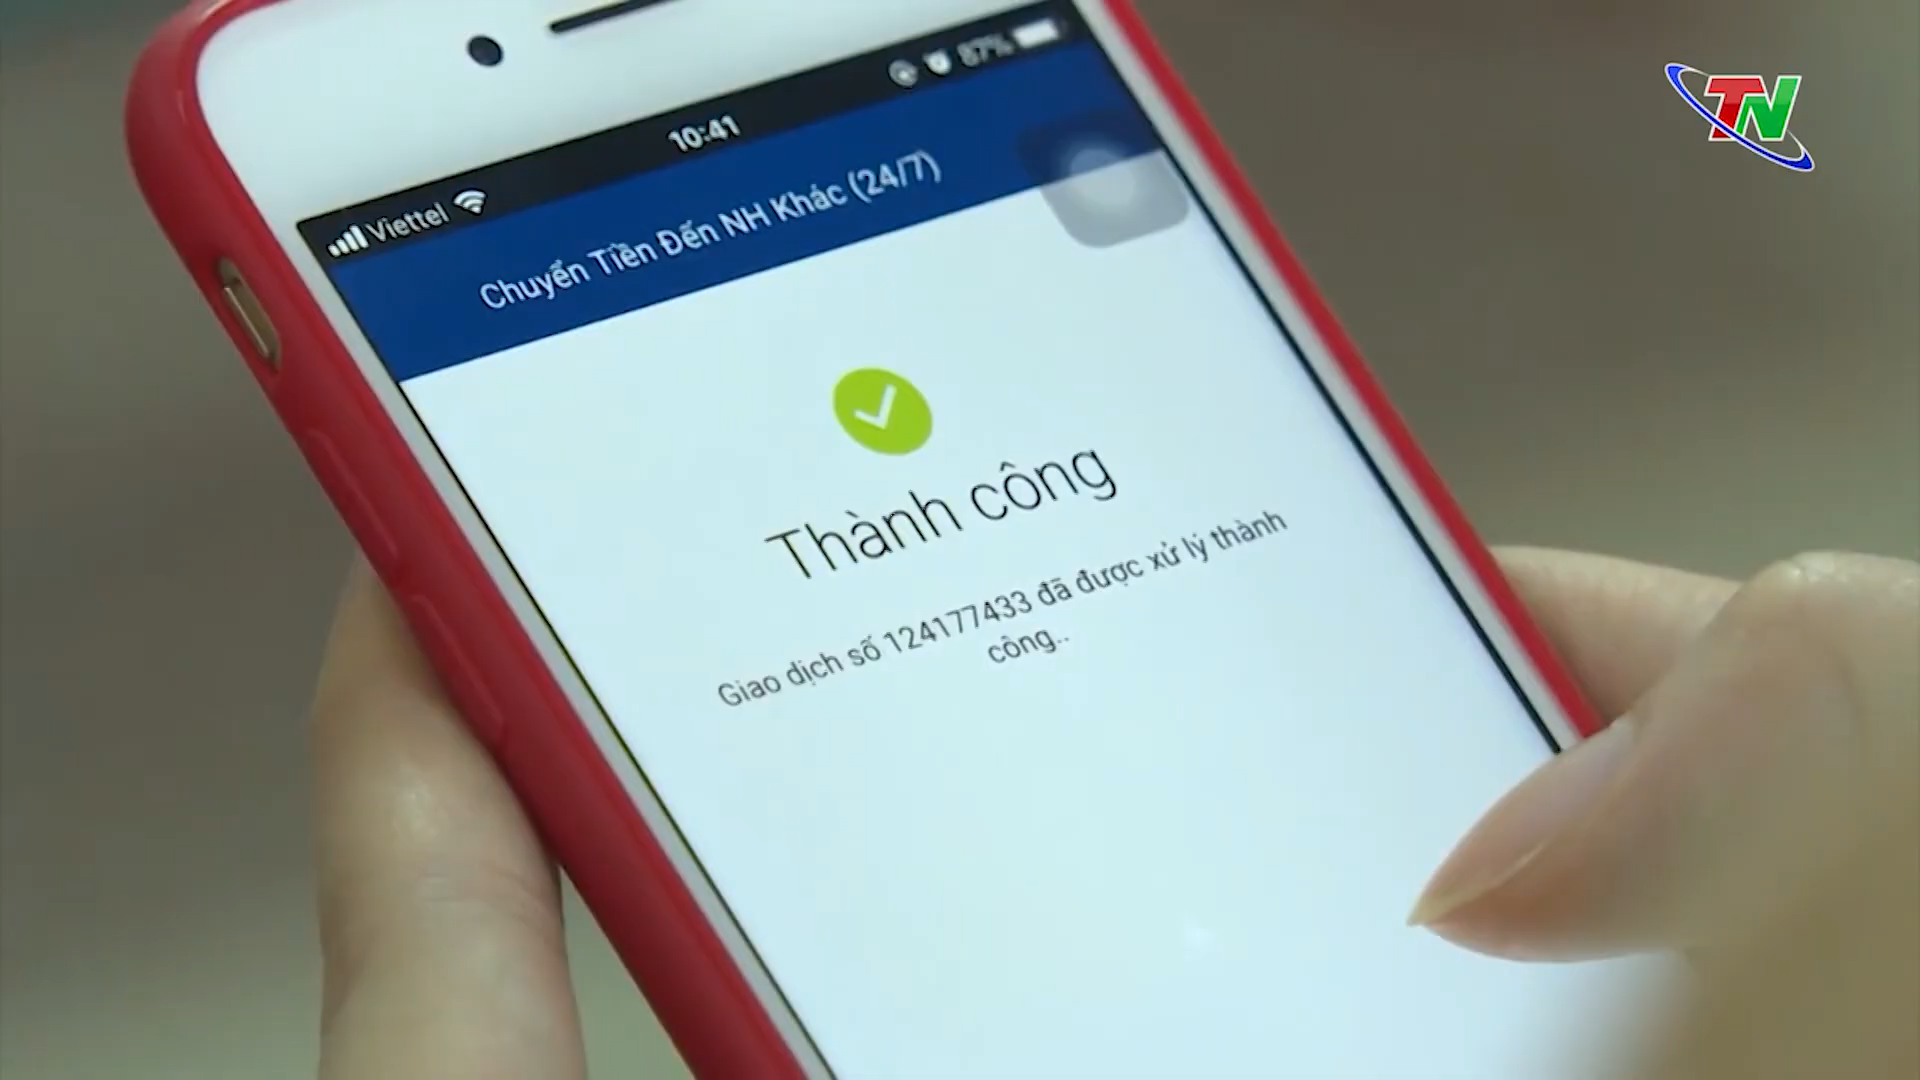 TN
Viettel 10:41 87%
Chuyển Tiền Đến NH Khác (24/7)
Thành công
Giao dịch số 124177433 đã được xử lý thành
công..